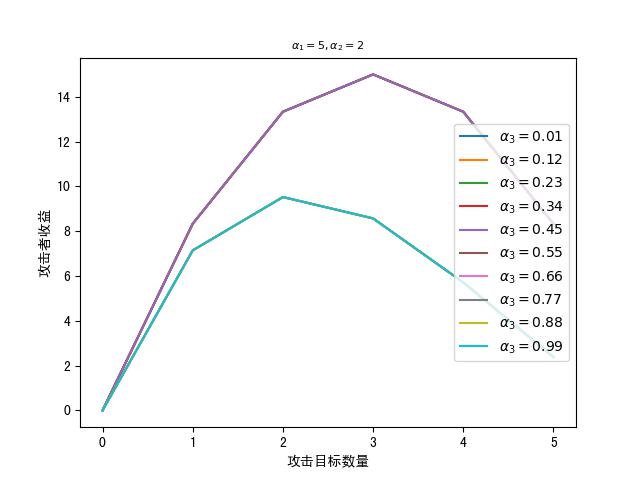 α₁ = 5, α₂ = 2
攻击者收益
14
12
10
8
6
4
2
0
α₃ = 0.01
α₃ = 0.12
α₃ = 0.23
α₃ = 0.34
α₃ = 0.45
α₃ = 0.55
α₃ = 0.66
α₃ = 0.77
α₃ = 0.88
α₃ = 0.99
0 1 2 3 4 5
攻击目标数量